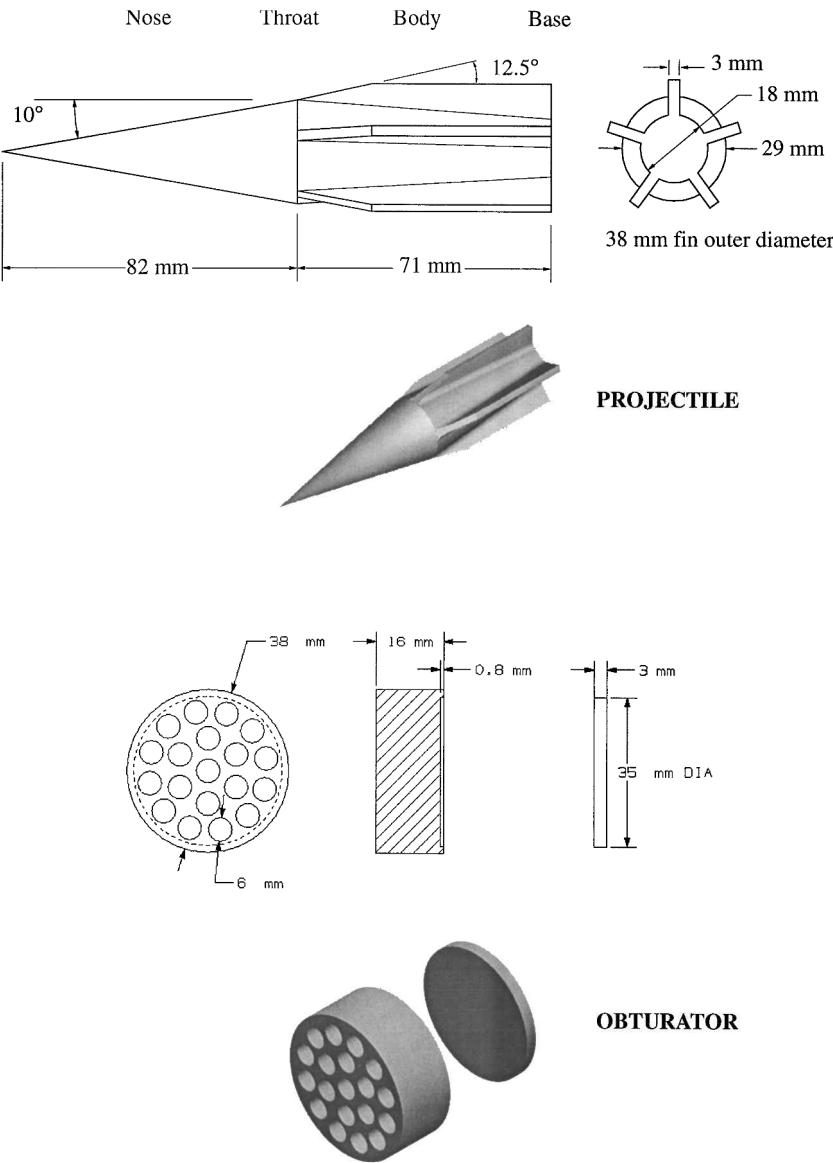 Nose Throat Body Base
12.5°
3 mm
18 mm
10°
29 mm
38 mm fin outer diameter
82 mm
71 mm
PROJECTILE
38 mm
16 mm
0.8 mm
3 mm
35 mm DIA
6 mm
OBTURATOR